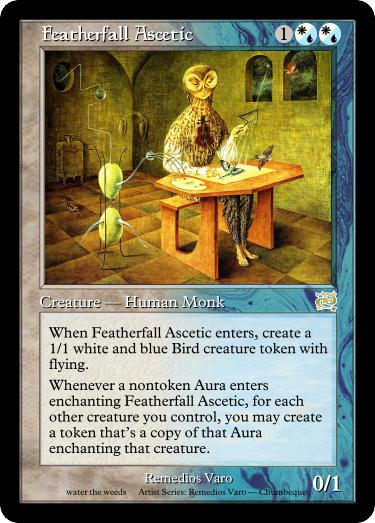 Featherfall Ascetic 1
Creature — Human Monk
When Featherfall Ascetic enters, create a
1/1 white and blue Bird creature token with
flying.
Whenever a nontoken Aura enters
enchanting Featherfall Ascetic, for each
other creature you control, you may create
a token that's a copy of that Aura
enchanting that creature.
Remedios Varo
water the weeds Artist Series: Remedios Varo — Chumbeque
0/1